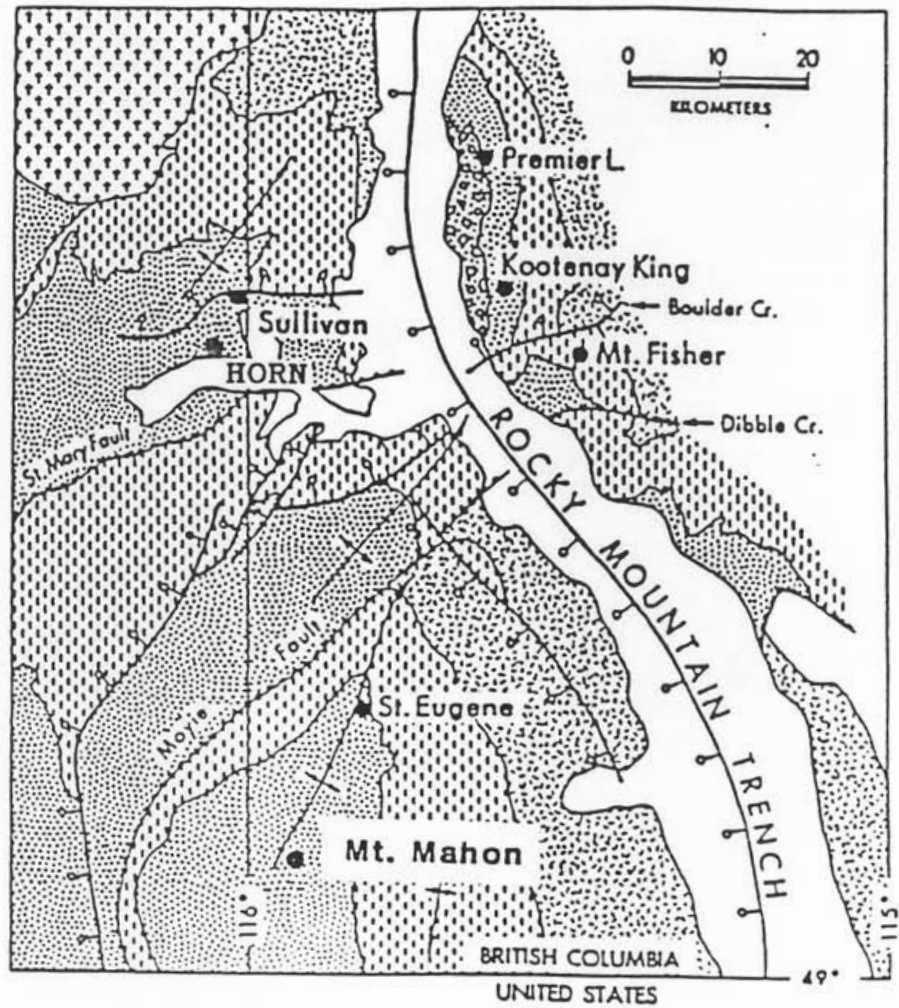 0 10 20
KILOMETERS
Premier L.
Kootenay King
Boulder Cr.
Sullivan
Mt. Fisher
HORN
Dibble Cr.
St. Mary Fault
ROCKY MOUNTAIN TRENCH
Moyie Fault
St. Eugene
Mt. Mahon
116°
115°
BRITISH COLUMBIA
49°
UNITED STATES